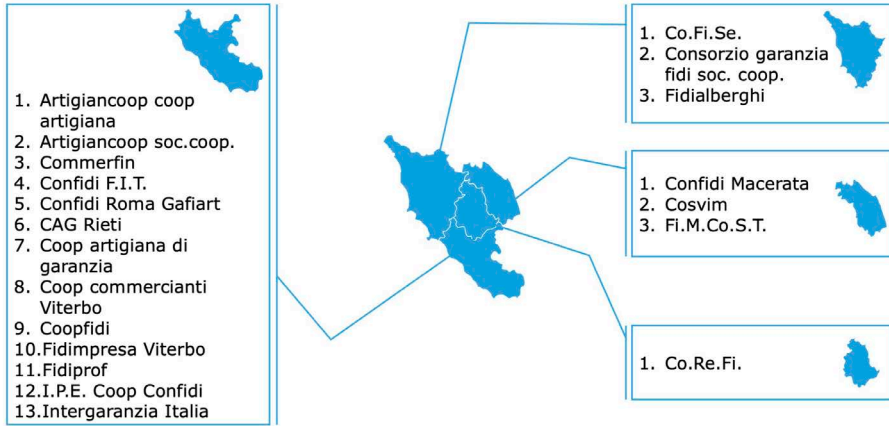 1. Artigiancoop coop
artigiana
2. Artigiancoop soc.coop.
3. Commerfin
4. Confidi F.I.T.
5. Confidi Roma Gafiart
6. CAG Rieti
7. Coop artigiana di
garanzia
8. Coop commercianti
Viterbo
9. Coopfidi
10.Fidimpresa Viterbo
11.Fidiprof
12.I.P.E. Coop Confidi
13.Intergaranzia Italia
1. Co.Fi.Se.
2. Consorzio garanzia
fidi soc. coop.
3. Fidialberghi
1. Confidi Macerata
2. Cosvim
3. Fi.M.Co.S.T.
1. Co.Re.Fi.